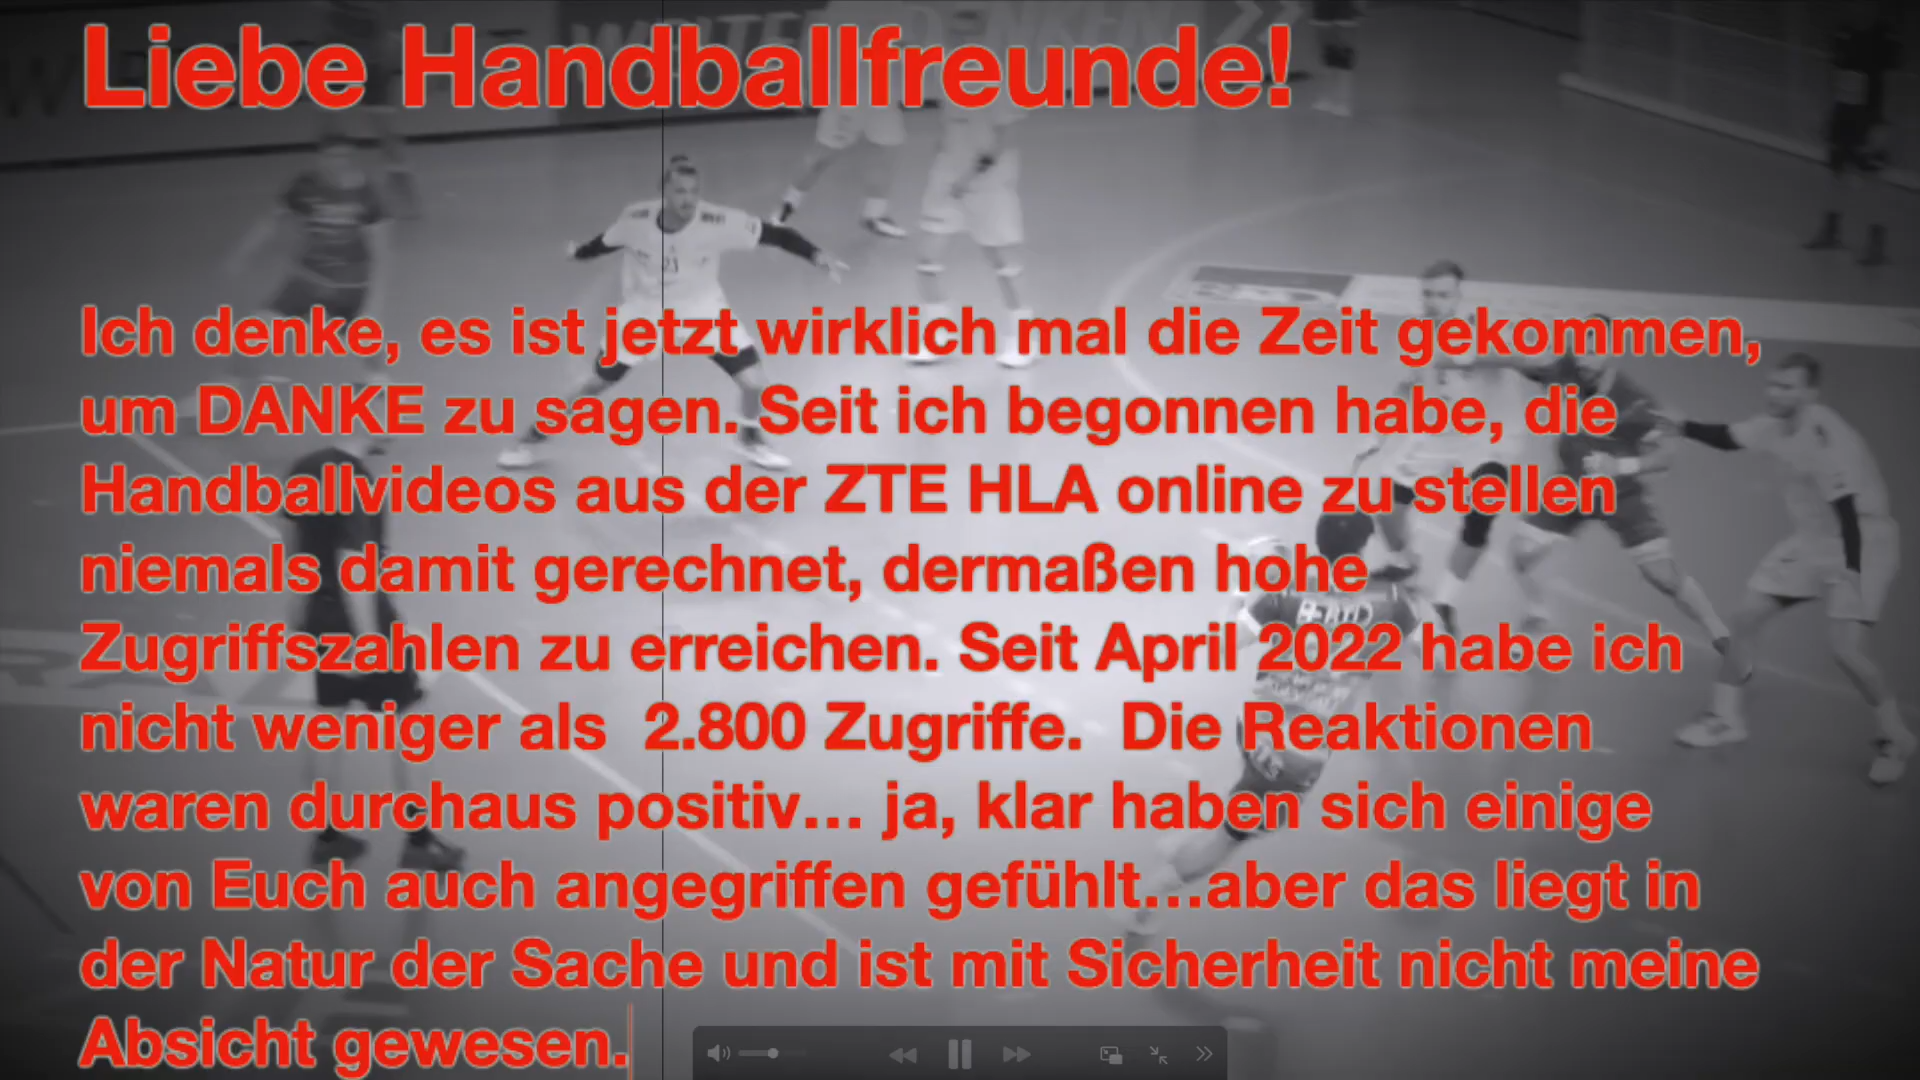 WEITER DENKEN
Liebe Handballfreunde!
21
Ich denke, es ist jetzt wirklich mal die Zeit gekommen,
um DANKE zu sagen. Seit ich begonnen habe, die
Handballvideos aus der ZTE HLA online zu stellen
niemals damit gerechnet, dermaßen hohe
Zugriffszahlen zu erreichen. Seit April 2022 habe ich
nicht weniger als  2.800 Zugriffe.  Die Reaktionen
waren durchaus positiv… ja, klar haben sich einige
von Euch auch angegriffen gefühlt…aber das liegt in
der Natur der Sache und ist mit Sicherheit nicht meine
Absicht gewesen.